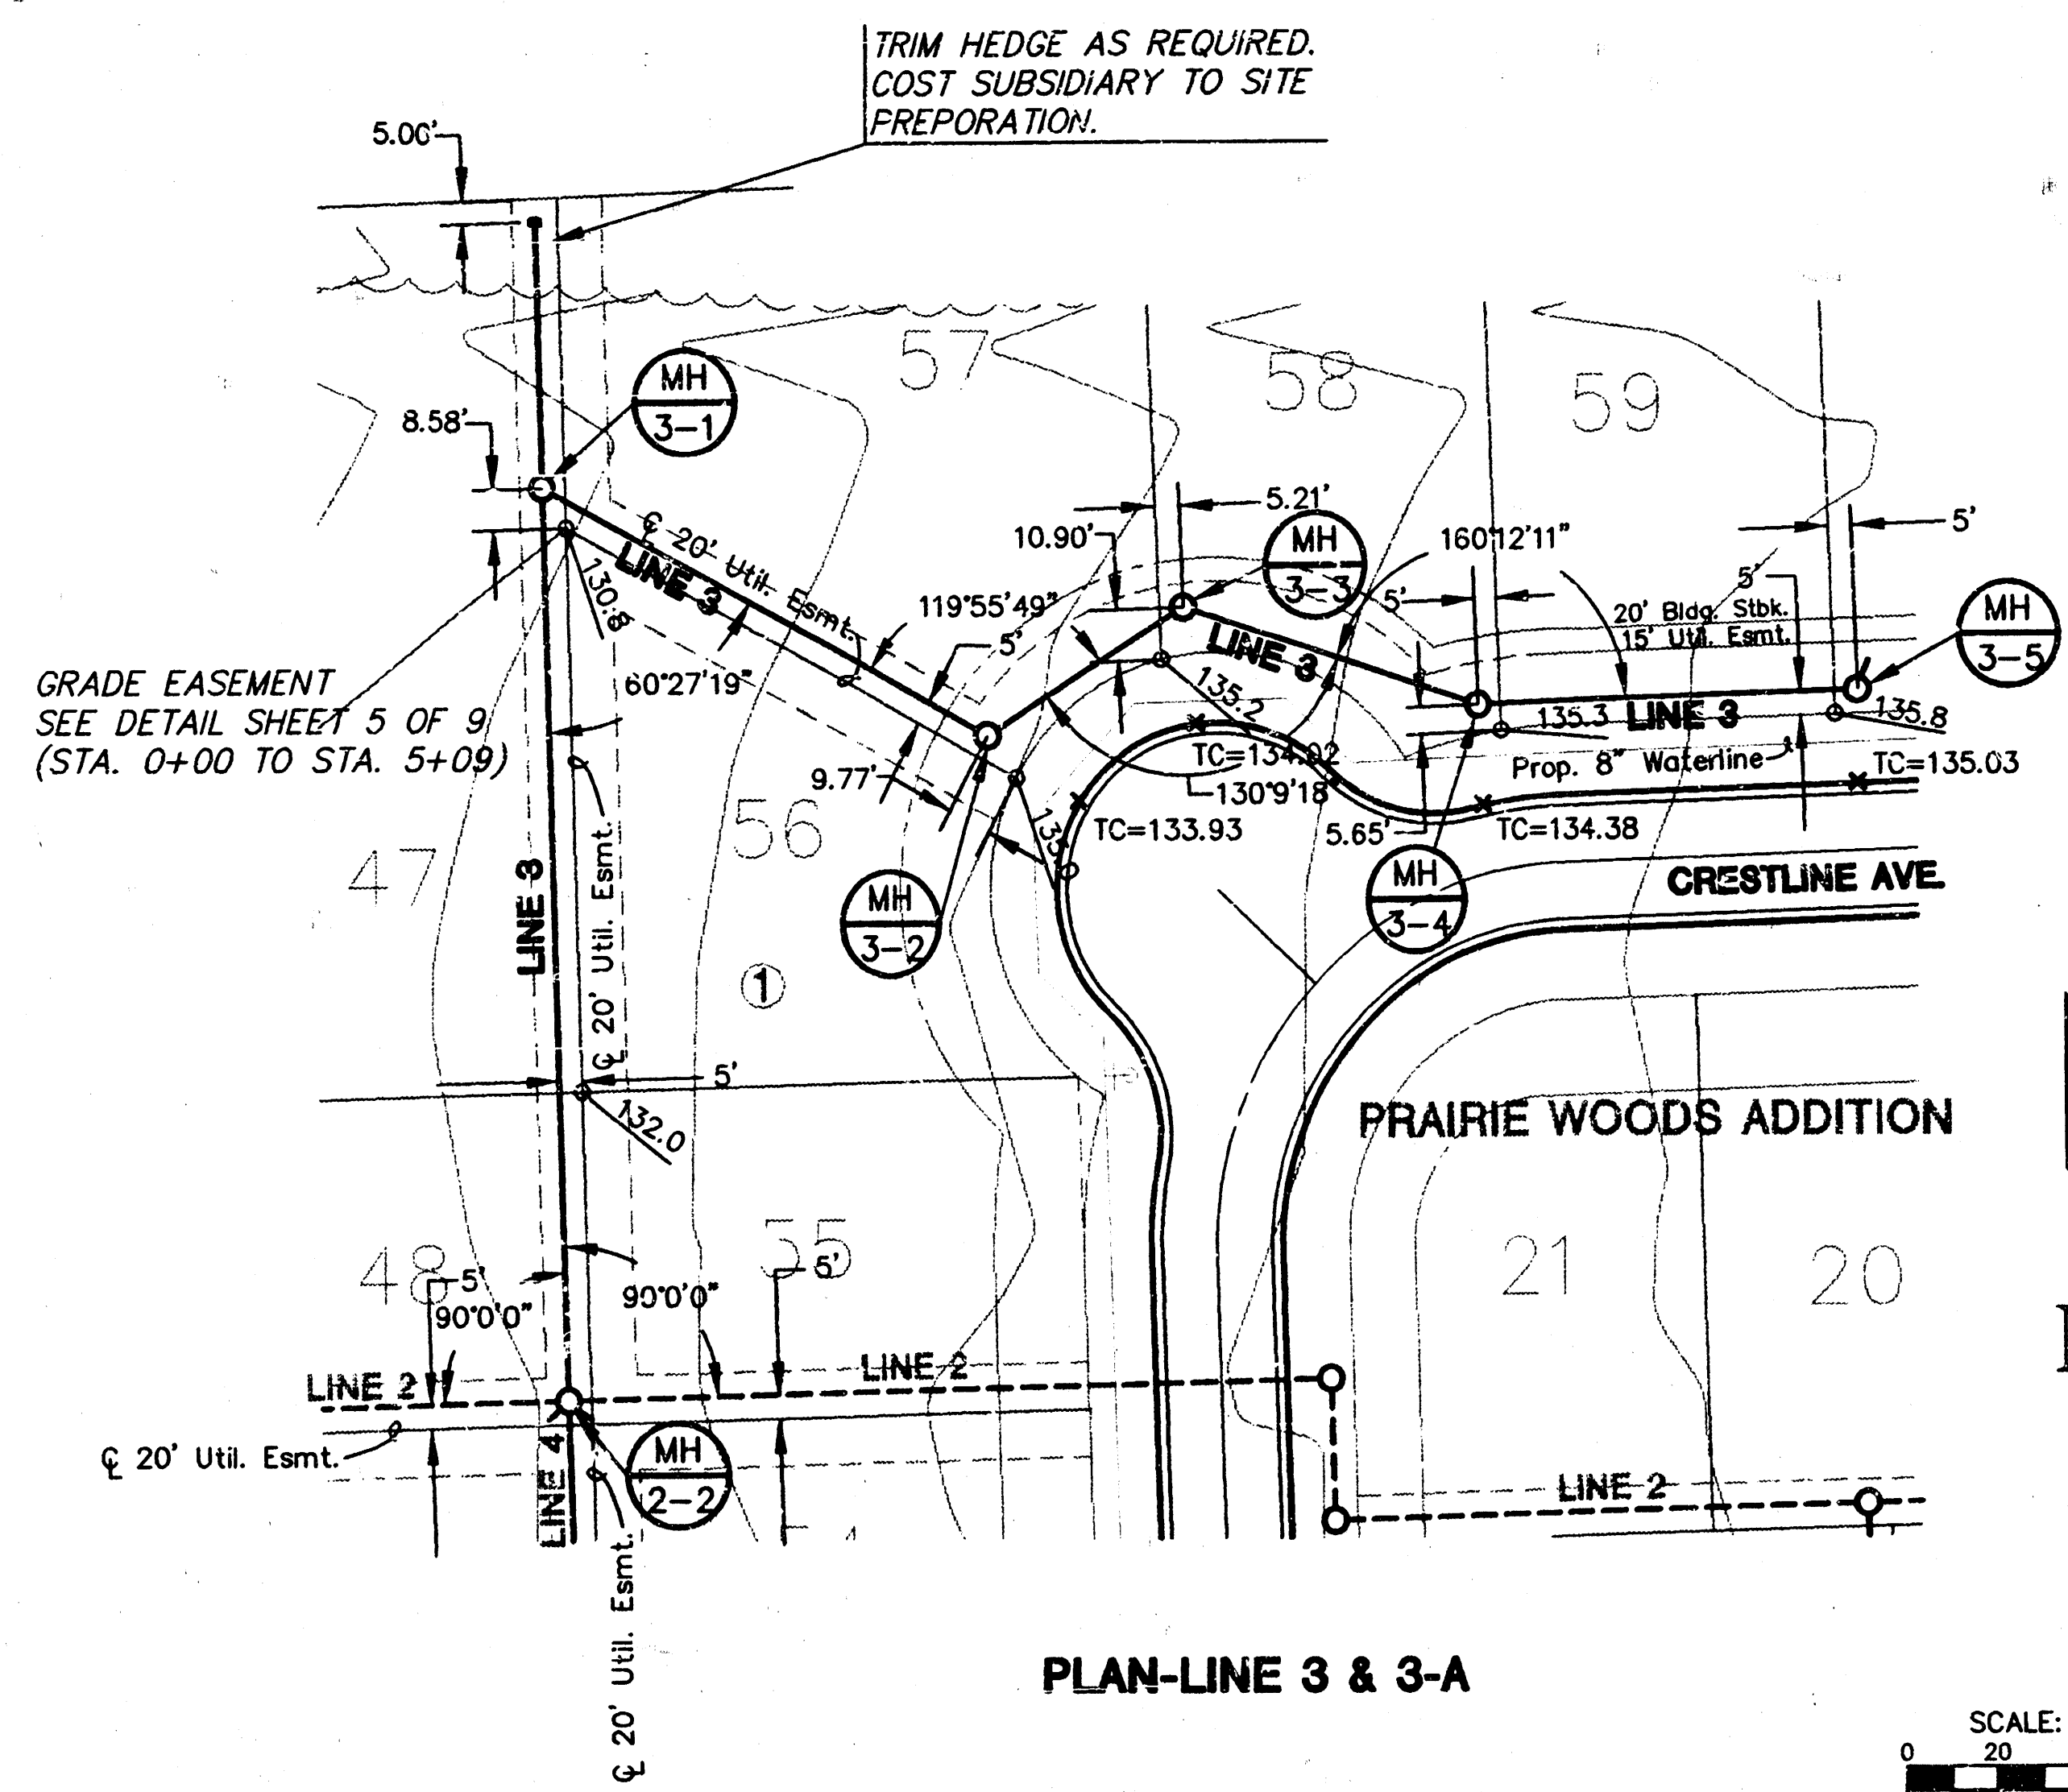 TRIM HEDGE AS REQUIRED.
COST SUBSIDIARY TO SITE
PREPORATION.
5.00'
57
58
59
MH
3-1
8.58'
5.21'
10.90'
MH
3-3
160°12'11"
5'
℄ 20' Util. Esmt.
LINE 3
130.8
119°55'49"
5'
5'
5'
20' Bldg. Stbk.
15' Util. Esmt.
MH
3-5
LINE 3
60°27'19"
135.2
GRADE EASEMENT
SEE DETAIL SHEET 5 OF 9
(STA. 0+00 TO STA. 5+09)
135.3
LINE 3
135.8
TC=134.02
Prop. 8" Waterline
TC=135.03
9.77'
130°9'18"
TC=133.93
5.65'
TC=134.38
56
47
MH
3-2
MH
3-4
CRESTLINE AVE.
LINE 3
℄ 20' Util. Esmt.
1
5'
132.0
PRAIRIE WOODS ADDITION
48
55
21
20
5'
90°0'0"
90°0'0"
5'
LINE 2
LINE 2
℄ 20' Util. Esmt.
LINE 4
MH
2-2
LINE 2
℄ 20' Util. Esmt.
PLAN-LINE 3 & 3-A
SCALE:
0 20